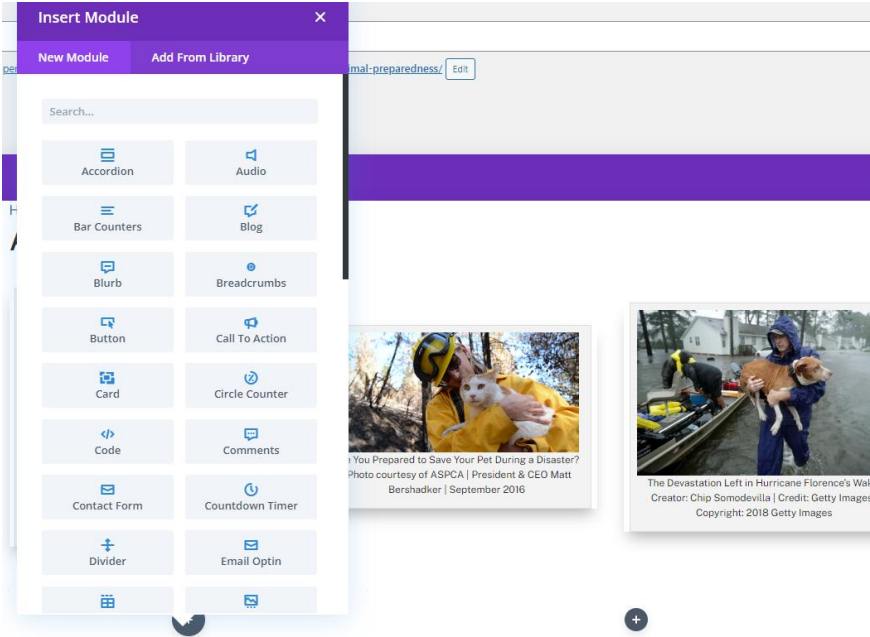 Insert Module
New Module Add From Library
imal-preparedness/ Edit
Search...
Accordion
Audio
Bar Counters
Blog
Blurb
Breadcrumbs
Button
Call To Action
Card
Circle Counter
Code
Comments
Contact Form
Countdown Timer
Divider
Email Optin
You Prepared to Save Your Pet During a Disaster?
Photo courtesy of ASPCA | President & CEO Matt
Bershadker | September 2016
The Devastation Left in Hurricane Florence's Wak
Creator: Chip Somodevilla | Credit: Getty Images
Copyright: 2018 Getty Images